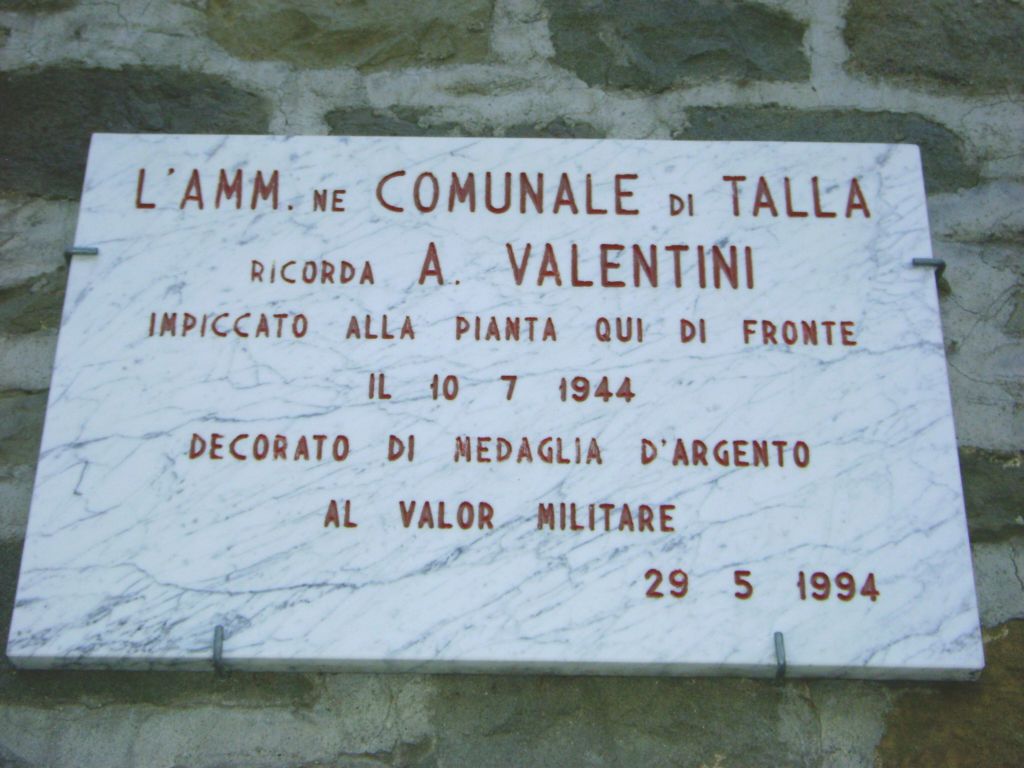 L'AMM.NE COMUNALE DI TALLA
RICORDA A. VALENTINI
IMPICCATO ALLA PIANTA QUI DI FRONTE
IL 10 7 1944
DECORATO DI MEDAGLIA D'ARGENTO
AL VALOR MILITARE
29 5 1994